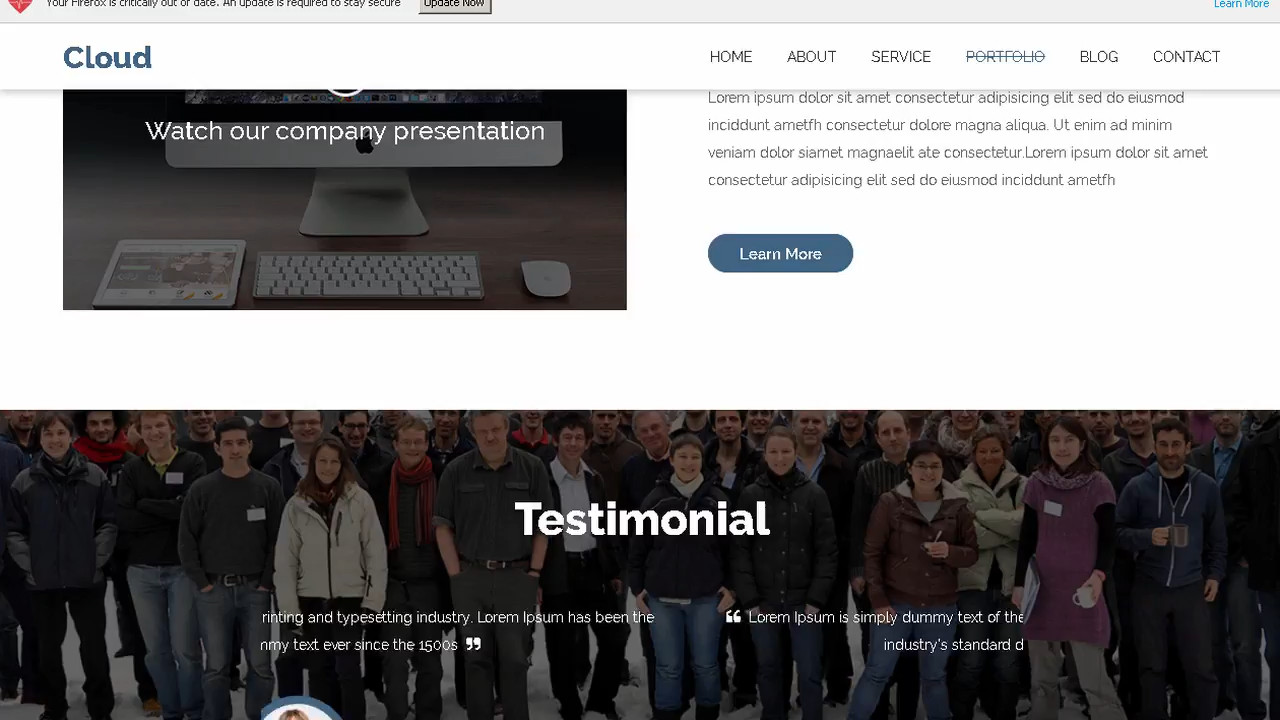 Your Firefox is critically out of date. An update is required to stay secure
Update Now
Learn More
Cloud
HOME
ABOUT
SERVICE
PORTFOLIO
BLOG
CONTACT
Watch our company presentation
Lorem ipsum dolor sit amet consectetur adipisicing elit sed do eiusmod
inciddunt ametfh consectetur dolore magna aliqua. Ut enim ad minim
veniam dolor siamet magnaelit ate consectetur.Lorem ipsum dolor sit amet
consectetur adipisicing elit sed do eiusmod inciddunt ametfh
Learn More
Testimonial
rinting and typesetting industry. Lorem Ipsum has been the
nmy text ever since the 1500s ❞
❝ Lorem Ipsum is simply dummy text of the
industry's standard d